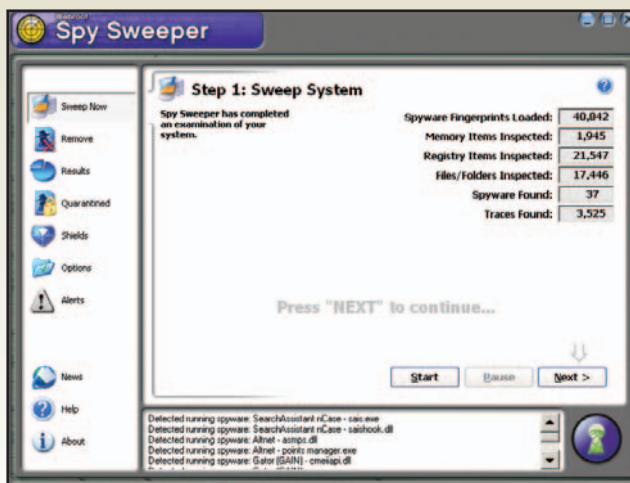 Webroot
Spy Sweeper
Sweep Now
Remove
Results
Quarantined
Shields
Options
Alerts
News
Help
About
Step 1: Sweep System
Spy Sweeper has completed
an examination of your
system.
Spyware Fingerprints Loaded: 40,842
Memory Items Inspected: 1,945
Registry Items Inspected: 21,547
Files/Folders Inspected: 17,446
Spyware Found: 37
Traces Found: 3,525
Press "NEXT" to continue...
Start
Pause
Next >
Detected running spyware: SearchAssistant nCase - sais.exe
Detected running spyware: SearchAssistant nCase - saishook.dll
Detected running spyware: Altnet - asmps.dll
Detected running spyware: Altnet - points manager.exe
Detected running spyware: Gator (GAIN) - cmeiiapi.dll